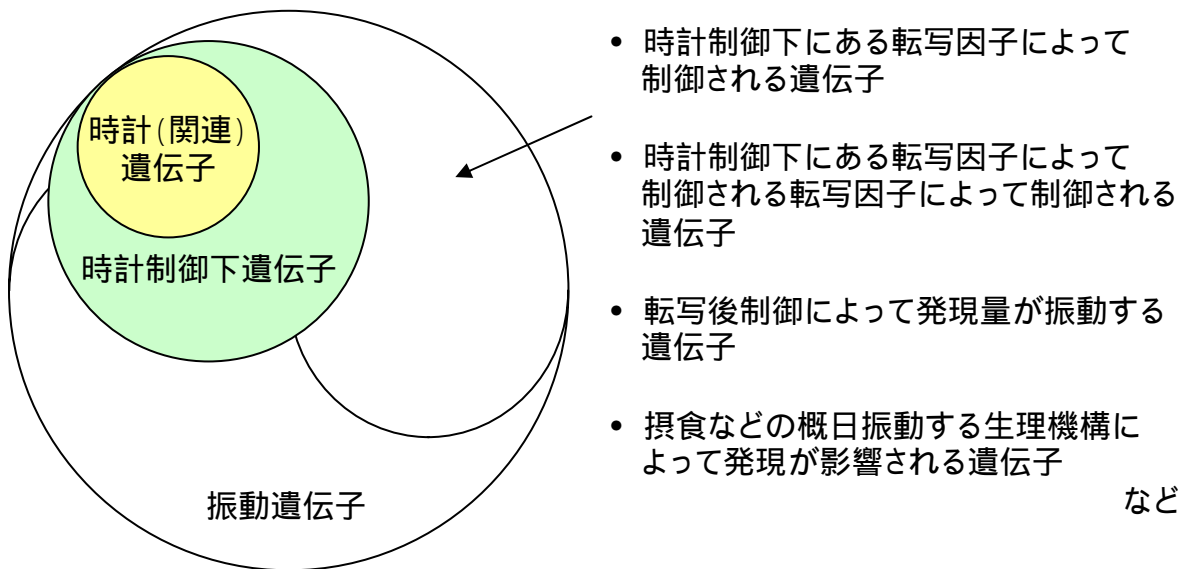 時計(関連)
遺伝子
時計制御下遺伝子
振動遺伝子
• 時計制御下にある転写因子によって
制御される遺伝子
• 時計制御下にある転写因子によって
制御される転写因子によって制御される
遺伝子
• 転写後制御によって発現量が振動する
遺伝子
• 摂食などの概日振動する生理機構に
よって発現が影響される遺伝子
など